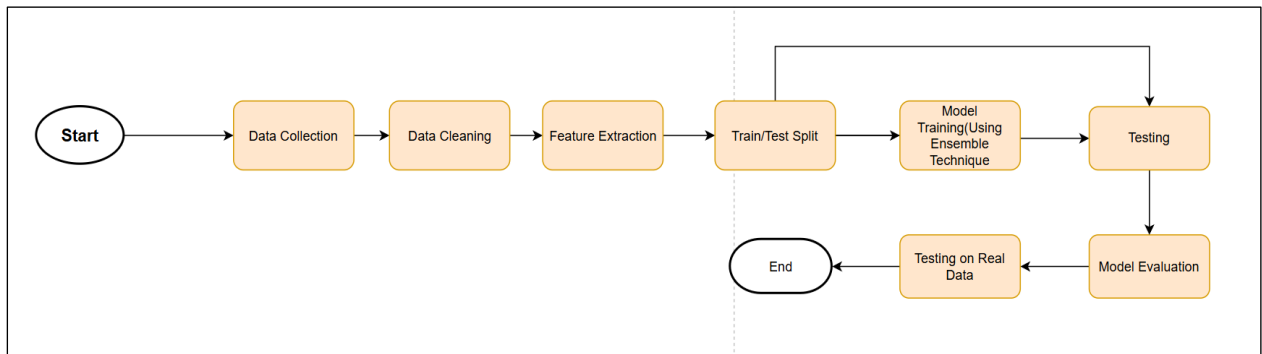 Start
Data Collection
Data Cleaning
Feature Extraction
Train/Test Split
Model
Training(Using
Ensemble
Technique
Testing
End
Testing on Real
Data
Model Evaluation